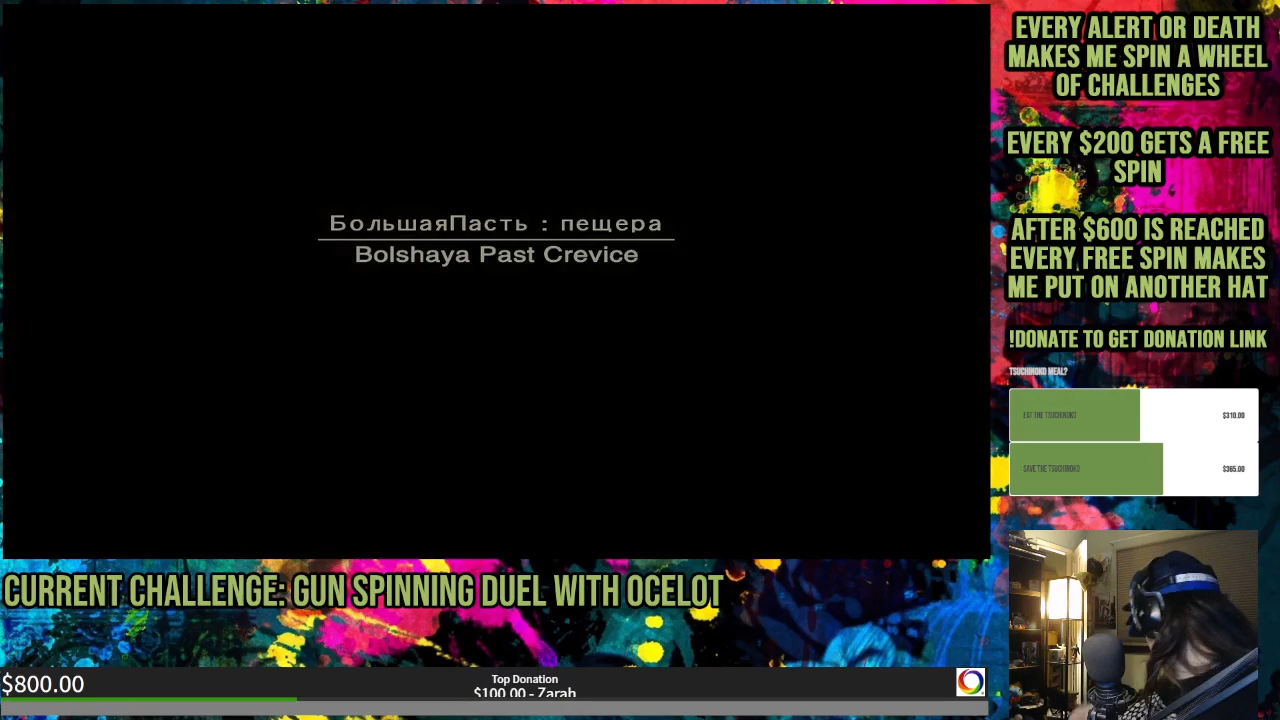 БольшаяПасть : пещера
Bolshaya Past Crevice
EVERY ALERT OR DEATH
MAKES ME SPIN A WHEEL
OF CHALLENGES
EVERY $200 GETS A FREE
SPIN
AFTER $600 IS REACHED
EVERY FREE SPIN MAKES
ME PUT ON ANOTHER HAT
!DONATE TO GET DONATION LINK
TSUCHINOKO MEAL?
EAT THE TSUCHINOKO $310.00
SAVE THE TSUCHINOKO $365.00
CURRENT CHALLENGE: GUN SPINNING DUEL WITH OCELOT
$800.00
Top Donation
$100.00 - Zarah